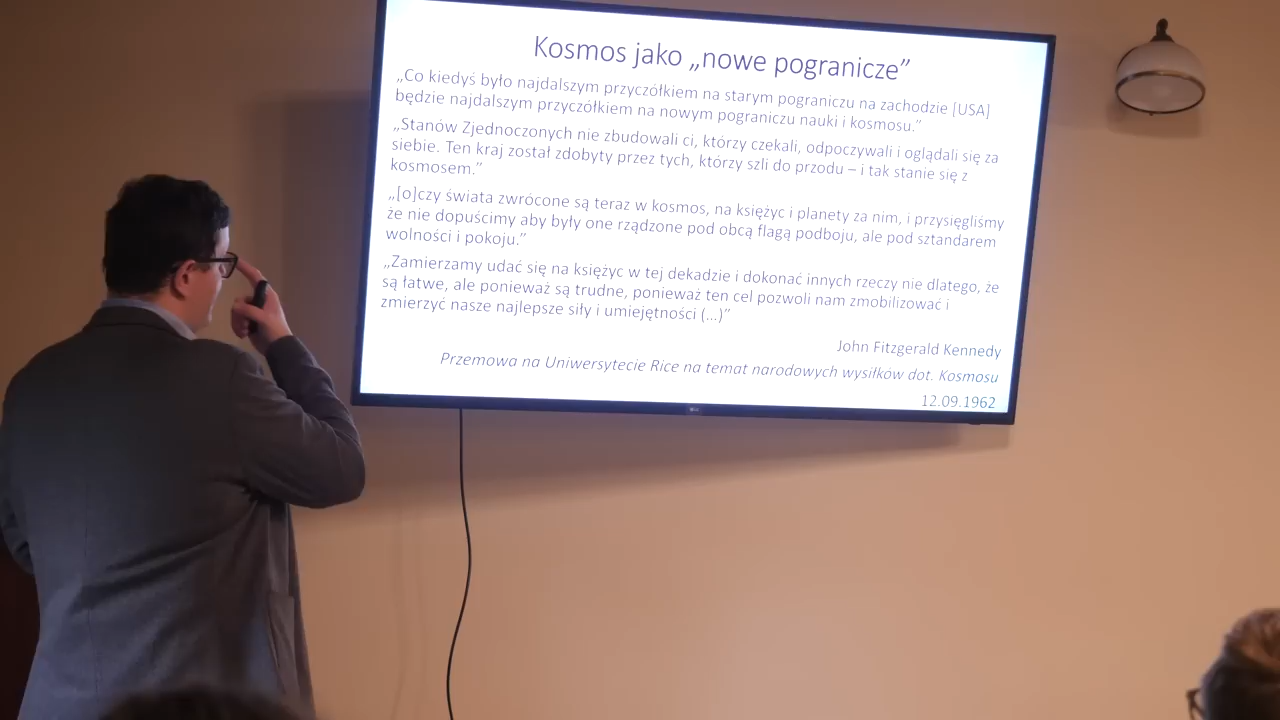 Kosmos jako „nowe pogranicze”
„Co kiedyś było najdalszym przyczółkiem na starym pograniczu na zachodzie [USA]
będzie najdalszym przyczółkiem na nowym pograniczu nauki i kosmosu.”
„Stanów Zjednoczonych nie zbudowali ci, którzy czekali, odpoczywali i oglądali się za
siebie. Ten kraj został zdobyty przez tych, którzy szli do przodu – i tak stanie się z
kosmosem.”
„[o]czy świata zwrócone są teraz w kosmos, na księżyc i planety za nim, i przysięgliśmy
że nie dopuścimy aby były one rządzone pod obcą flagą podboju, ale pod sztandarem
wolności i pokoju.”
„Zamierzamy udać się na księżyc w tej dekadzie i dokonać innych rzeczy nie dlatego, że
są łatwe, ale ponieważ są trudne, ponieważ ten cel pozwoli nam zmobilizować i
zmierzyć nasze najlepsze siły i umiejętności (...)”
John Fitzgerald Kennedy
Przemowa na Uniwersytecie Rice na temat narodowych wysiłków dot. Kosmosu
12.09.1962